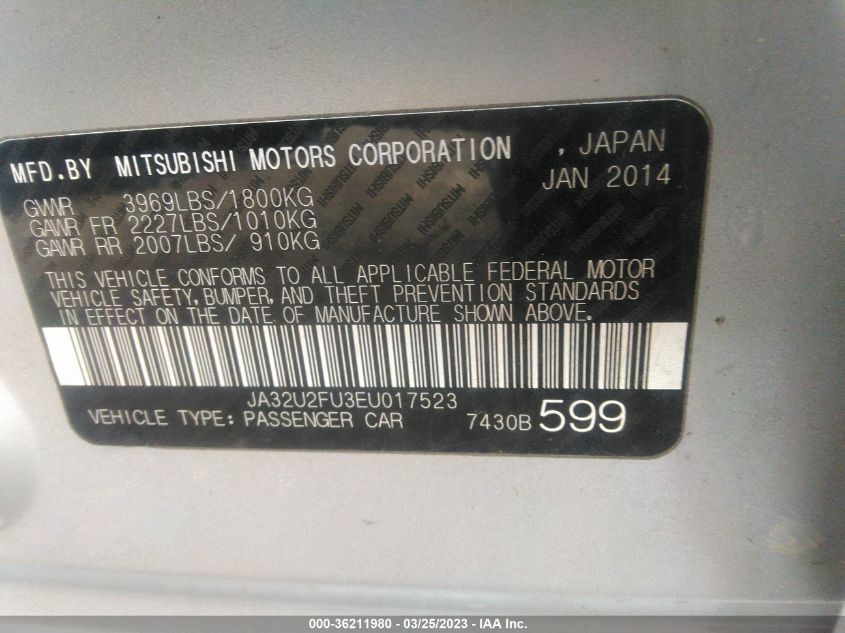 MFD.BY MITSUBISHI MOTORS CORPORATION , JAPAN
JAN 2014
GVWR 3969LBS/1800KG
GAWR FR 2227LBS/1010KG
GAWR RR 2007LBS/ 910KG
THIS VEHICLE CONFORMS TO ALL APPLICABLE FEDERAL MOTOR
VEHICLE SAFETY, BUMPER, AND THEFT PREVENTION STANDARDS
IN EFFECT ON THE DATE OF MANUFACTURE SHOWN ABOVE.
JA32U2FU3EU017523
VEHICLE TYPE: PASSENGER CAR 7430B 599
000-36211980 - 03/25/2023 - IAA Inc.